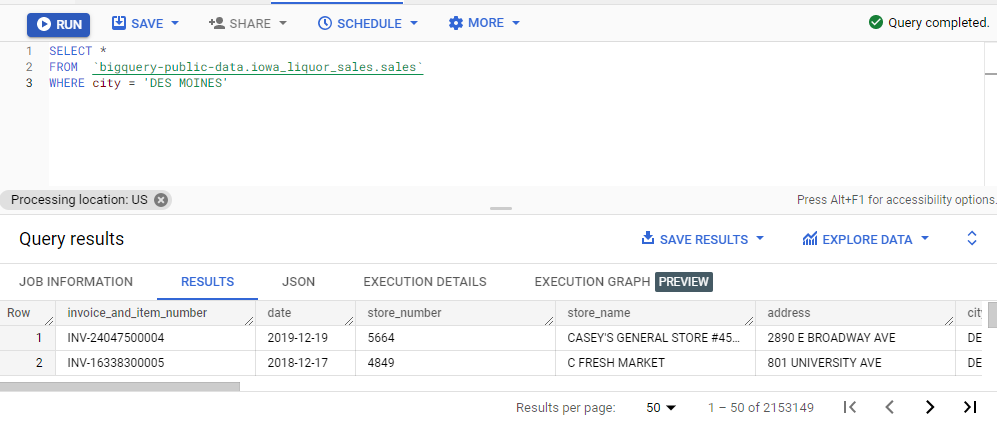 RUN SAVE SHARE SCHEDULE MORE Query completed.
1 SELECT *
2 FROM `bigquery-public-data.iowa_liquor_sales.sales`
3 WHERE city = 'DES MOINES'
Processing location: US Press Alt+F1 for accessibility options.
Query results SAVE RESULTS EXPLORE DATA
JOB INFORMATION RESULTS JSON EXECUTION DETAILS EXECUTION GRAPH PREVIEW
Row invoice_and_item_number date store_number store_name address cit
1 INV-24047500004 2019-12-19 5664 CASEY'S GENERAL STORE #45... 2890 E BROADWAY AVE DE
2 INV-16338300005 2018-12-17 4849 C FRESH MARKET 801 UNIVERSITY AVE DE
Results per page: 50 1 – 50 of 2153149